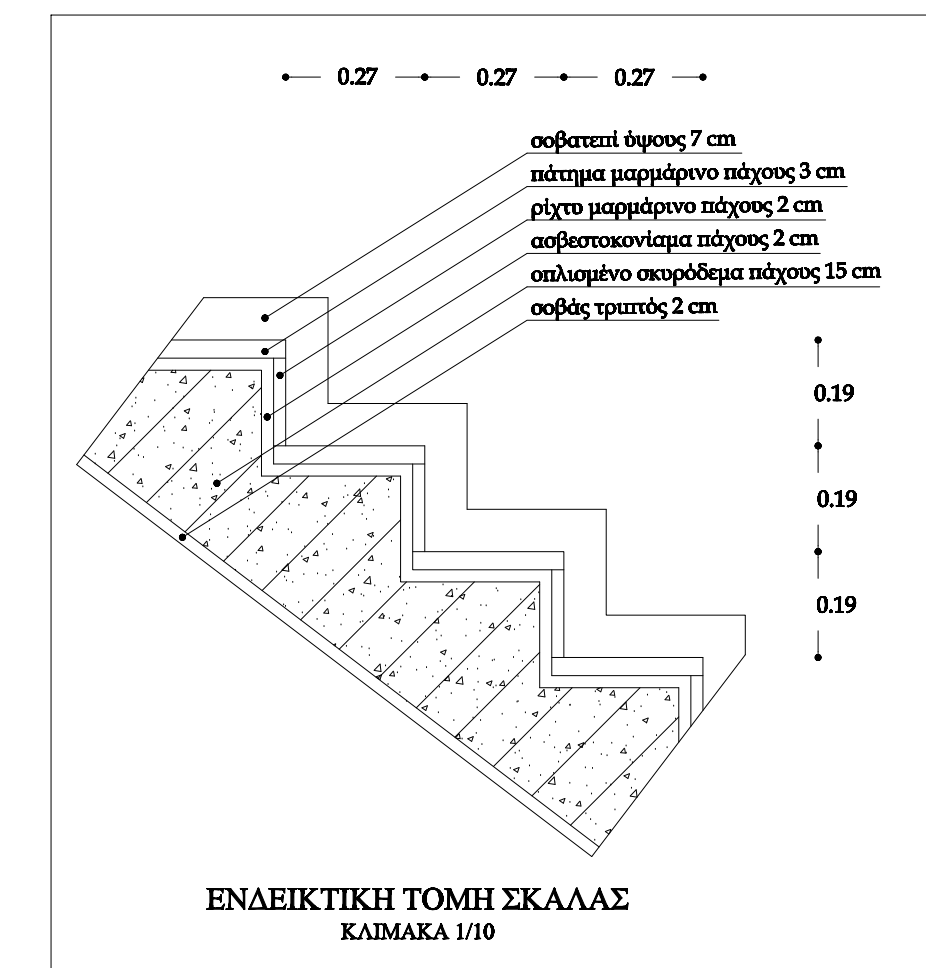 0.27 0.27 0.27
σοβατεπί ύψους 7 cm
πάτημα μαρμάρινο πάχους 3 cm
ρίχτυ μαρμάρινο πάχους 2 cm
ασβεστοκονίαμα πάχους 2 cm
οπλισμένο σκυρόδεμα πάχους 15 cm
σοβάς τριπτός 2 cm
0.19
0.19
0.19
ΕΝΔΕΙΚΤΙΚΗ ΤΟΜΗ ΣΚΑΛΑΣ
ΚΛΙΜΑΚΑ 1/10